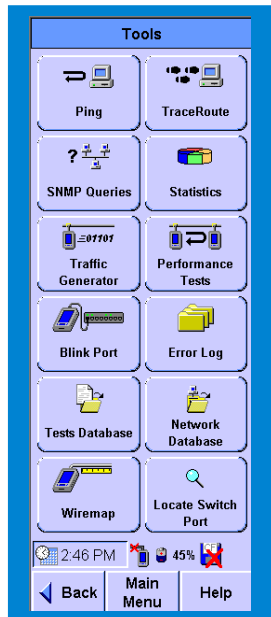 Tools
Ping
TraceRoute
?
SNMP Queries
Statistics
01101
Traffic
Generator
Performance
Tests
Blink Port
Error Log
Tests Database
Network
Database
Wiremap
Locate Switch
Port
2:46 PM
45%
Back
Main
Menu
Help